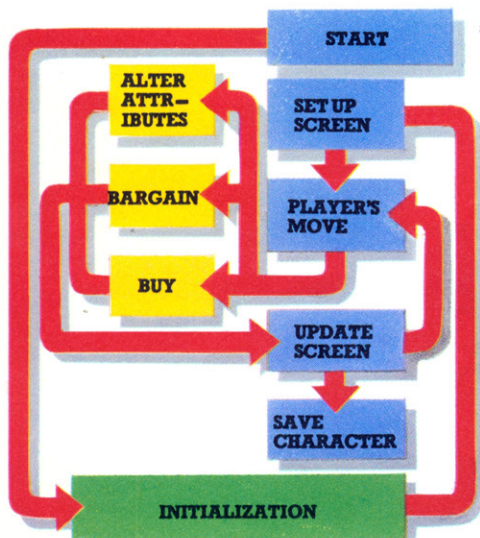 START
ALTER
ATTR–
IBUTES
SET UP
SCREEN
BARGAIN
PLAYER'S
MOVE
BUY
UPDATE
SCREEN
SAVE
CHARACTER
INITIALIZATION